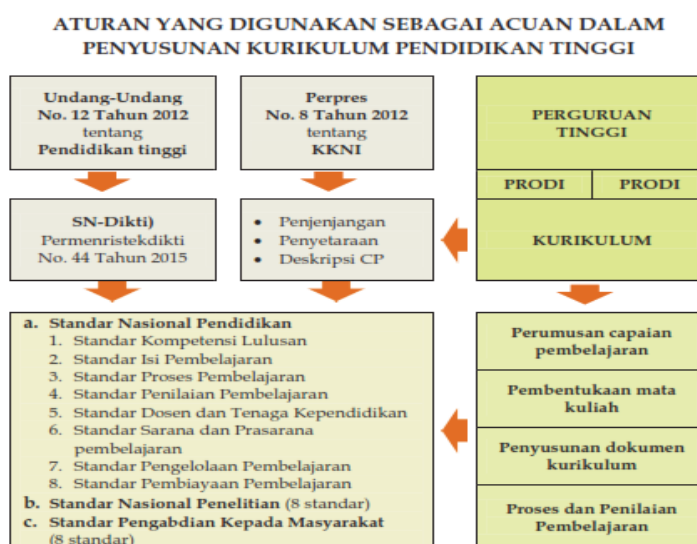 ATURAN YANG DIGUNAKAN SEBAGAI ACUAN DALAM
PENYUSUNAN KURIKULUM PENDIDIKAN TINGGI
Undang-Undang
No. 12 Tahun 2012
tentang
Pendidikan tinggi
Perpres
No. 8 Tahun 2012
tentang
KKNI
PERGURUAN
TINGGI
PRODI
PRODI
SN-Dikti)
Permenristekdikti
No. 44 Tahun 2015
• Penjenjangan
• Penyetaraan
• Deskripsi CP
KURIKULUM
a. Standar Nasional Pendidikan
1. Standar Kompetensi Lulusan
2. Standar Isi Pembelajaran
3. Standar Proses Pembelajaran
4. Standar Penilaian Pembelajaran
5. Standar Dosen dan Tenaga Kependidikan
6. Standar Sarana dan Prasarana
pembelajaran
7. Standar Pengelolaan Pembelajaran
8. Standar Pembiayaan Pembelajaran
b. Standar Nasional Penelitian (8 standar)
c. Standar Pengabdian Kepada Masyarakat
(8 standar)
Perumusan capaian
pembelajaran
Pembentukaan mata
kuliah
Penyusunan dokumen
kurikulum
Proses dan Penilaian
Pembelajaran